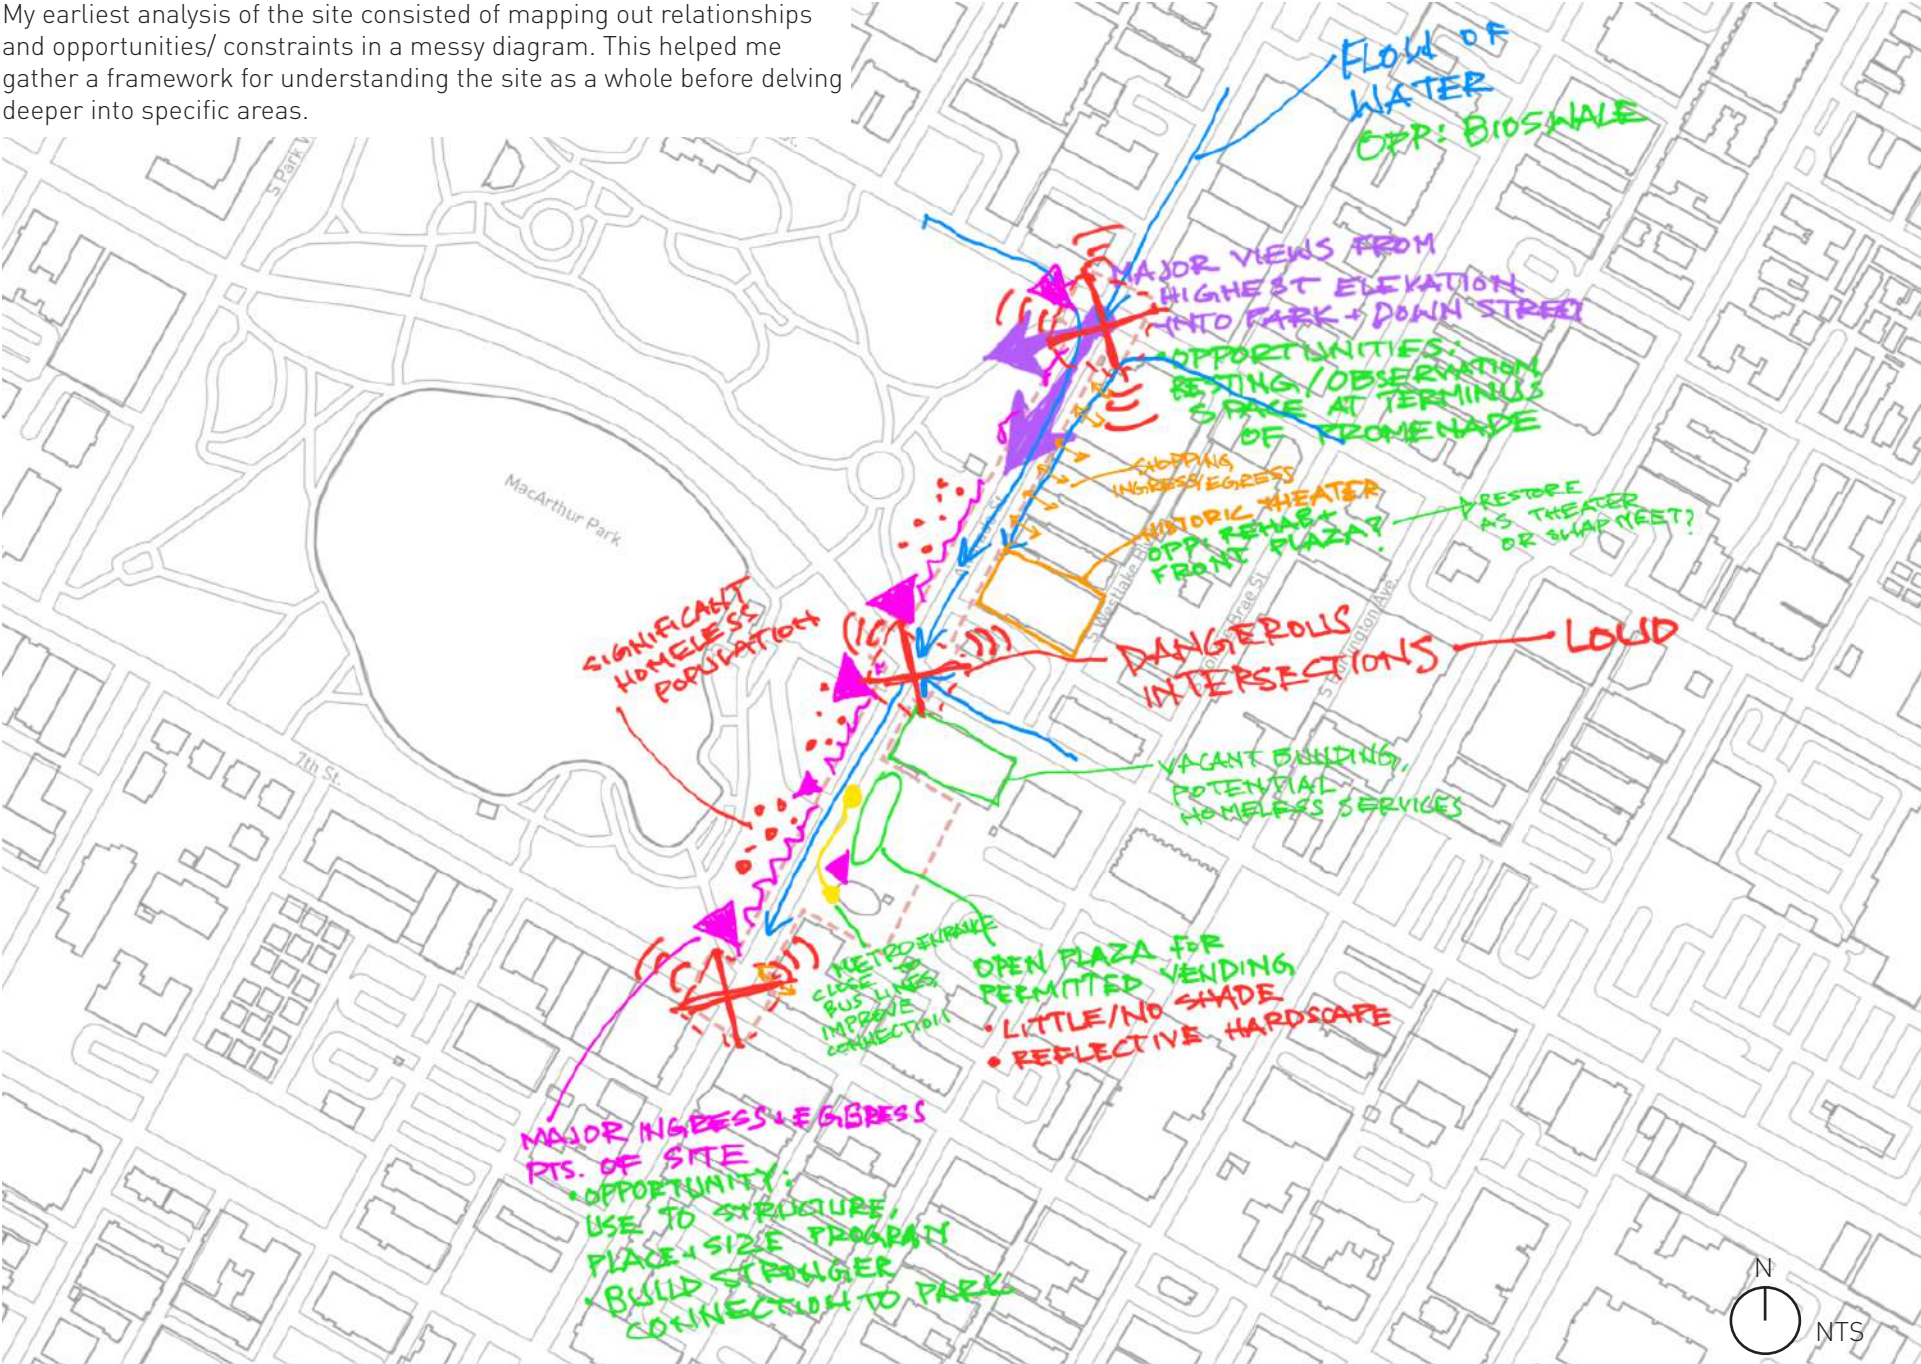 My earliest analysis of the site consisted of mapping out relationships
and opportunities/ constraints in a messy diagram. This helped me
gather a framework for understanding the site as a whole before delving
deeper into specific areas.
FLOW OF
WATER
OPP: BIOSWALE
S Park
MAJOR VIEWS FROM
HIGHEST ELEVATION
INTO PARK + DOWN STREET
• OPPORTUNITIES:
RESTING/OBSERVATION
SPACE AT TERMINUS
OF PROMENADE
SHOPPING
INGRESS/EGRESS
HISTORIC THEATER
OPP: REHAB +
FRONT PLAZA?
RESTORE
AS THEATER
OR SWAP MEET?
MacArthur Park
S Westlake
Brae St
Ave.
SIGNIFICANT
HOMELESS
POPULATION
DANGEROUS
INTERSECTIONS
LOUD
7th St.
VACANT BUILDING,
POTENTIAL
HOMELESS SERVICES
METRO ENTRANCE
CLOSE TO
BUS LINES
IMPROVE
CONNECTION
OPEN PLAZA FOR
PERMITTED VENDING
• LITTLE/NO SHADE
• REFLECTIVE HARDSCAPE
MAJOR INGRESS + EGRESS
PTS. OF SITE
• OPPORTUNITY:
USE TO STRUCTURE,
PLACE + SIZE PROGRAM
• BUILD STRONGER
CONNECTION TO PARK
N
NTS